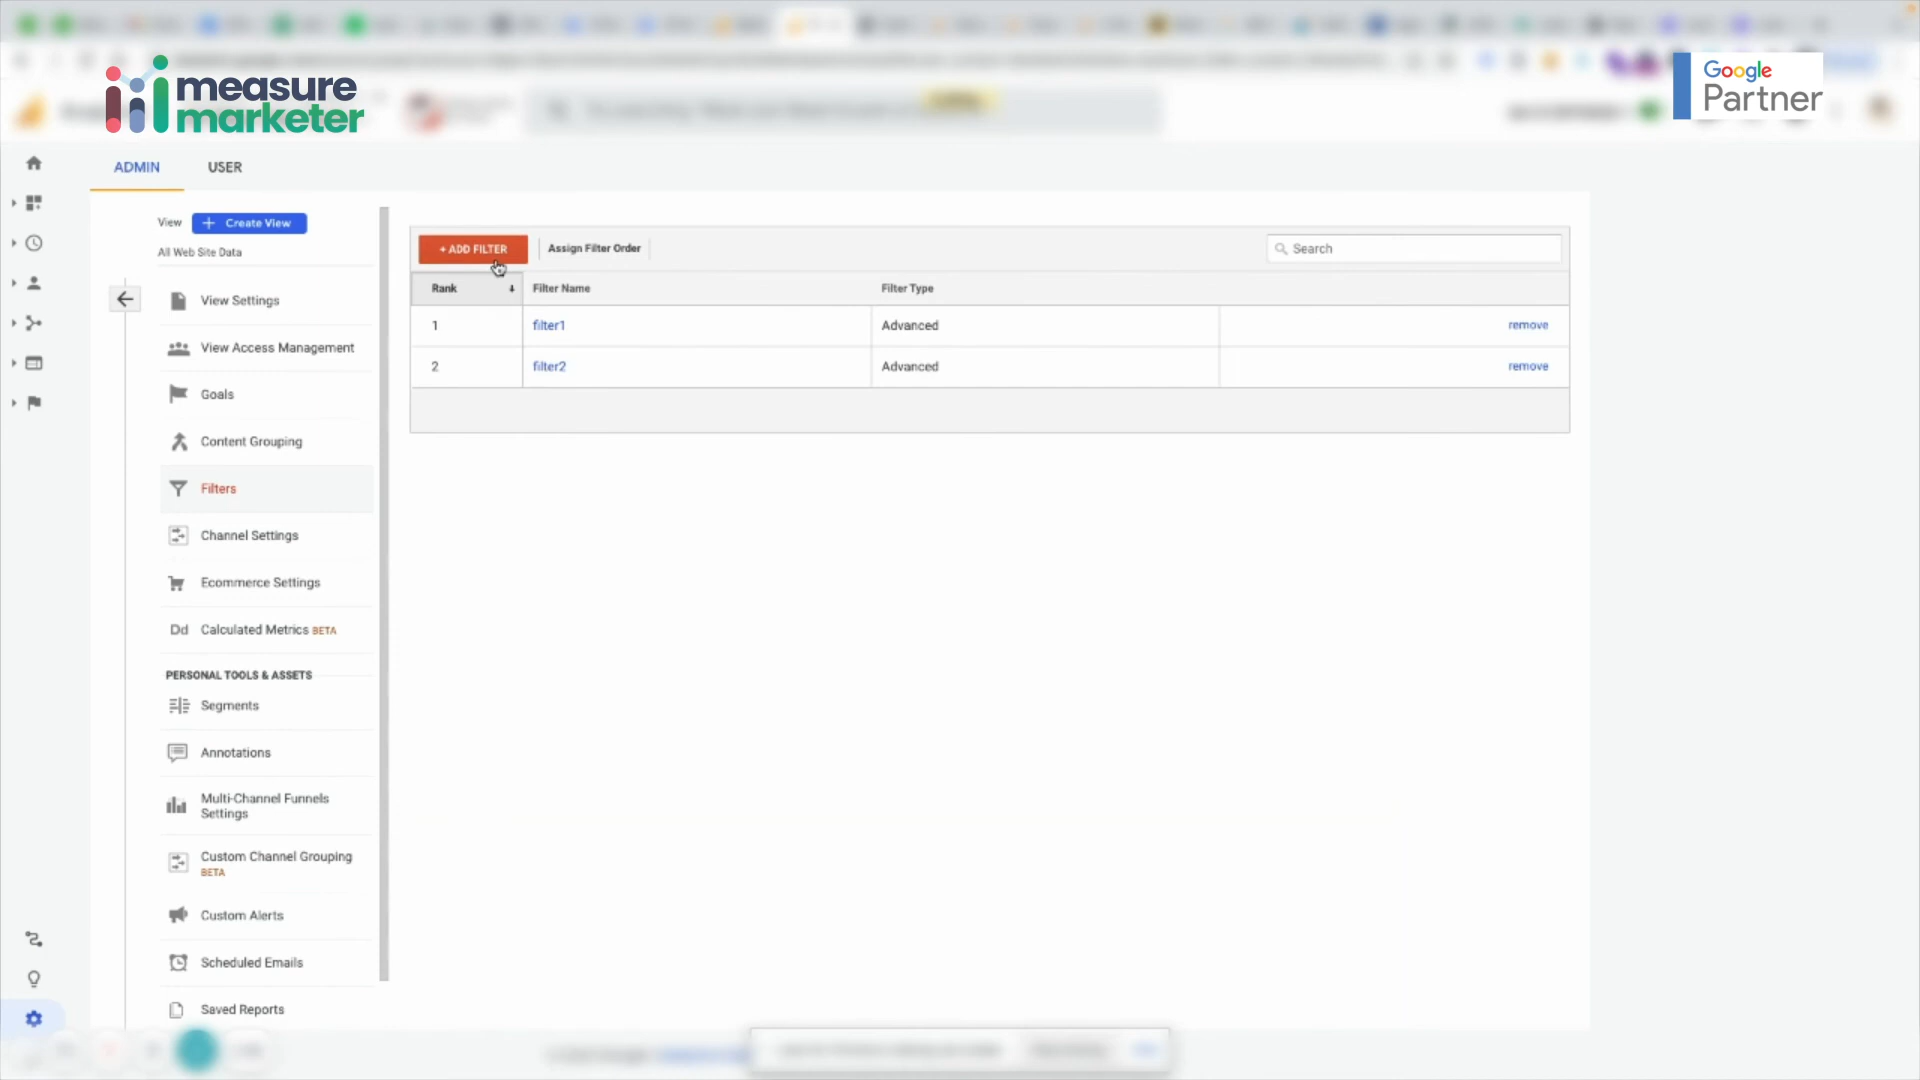 measure
marketer
Google
Partner
ADMIN
USER
View
+ Create View
All Web Site Data
View Settings
View Access Management
Goals
Content Grouping
Filters
Channel Settings
Ecommerce Settings
Dd Calculated Metrics BETA
PERSONAL TOOLS & ASSETS
Segments
Annotations
Multi-Channel Funnels
Settings
Custom Channel Grouping
BETA
Custom Alerts
Scheduled Emails
Saved Reports
+ ADD FILTER
Assign Filter Order
Search
Rank Filter Name Filter Type
1 filter1 Advanced remove
2 filter2 Advanced remove